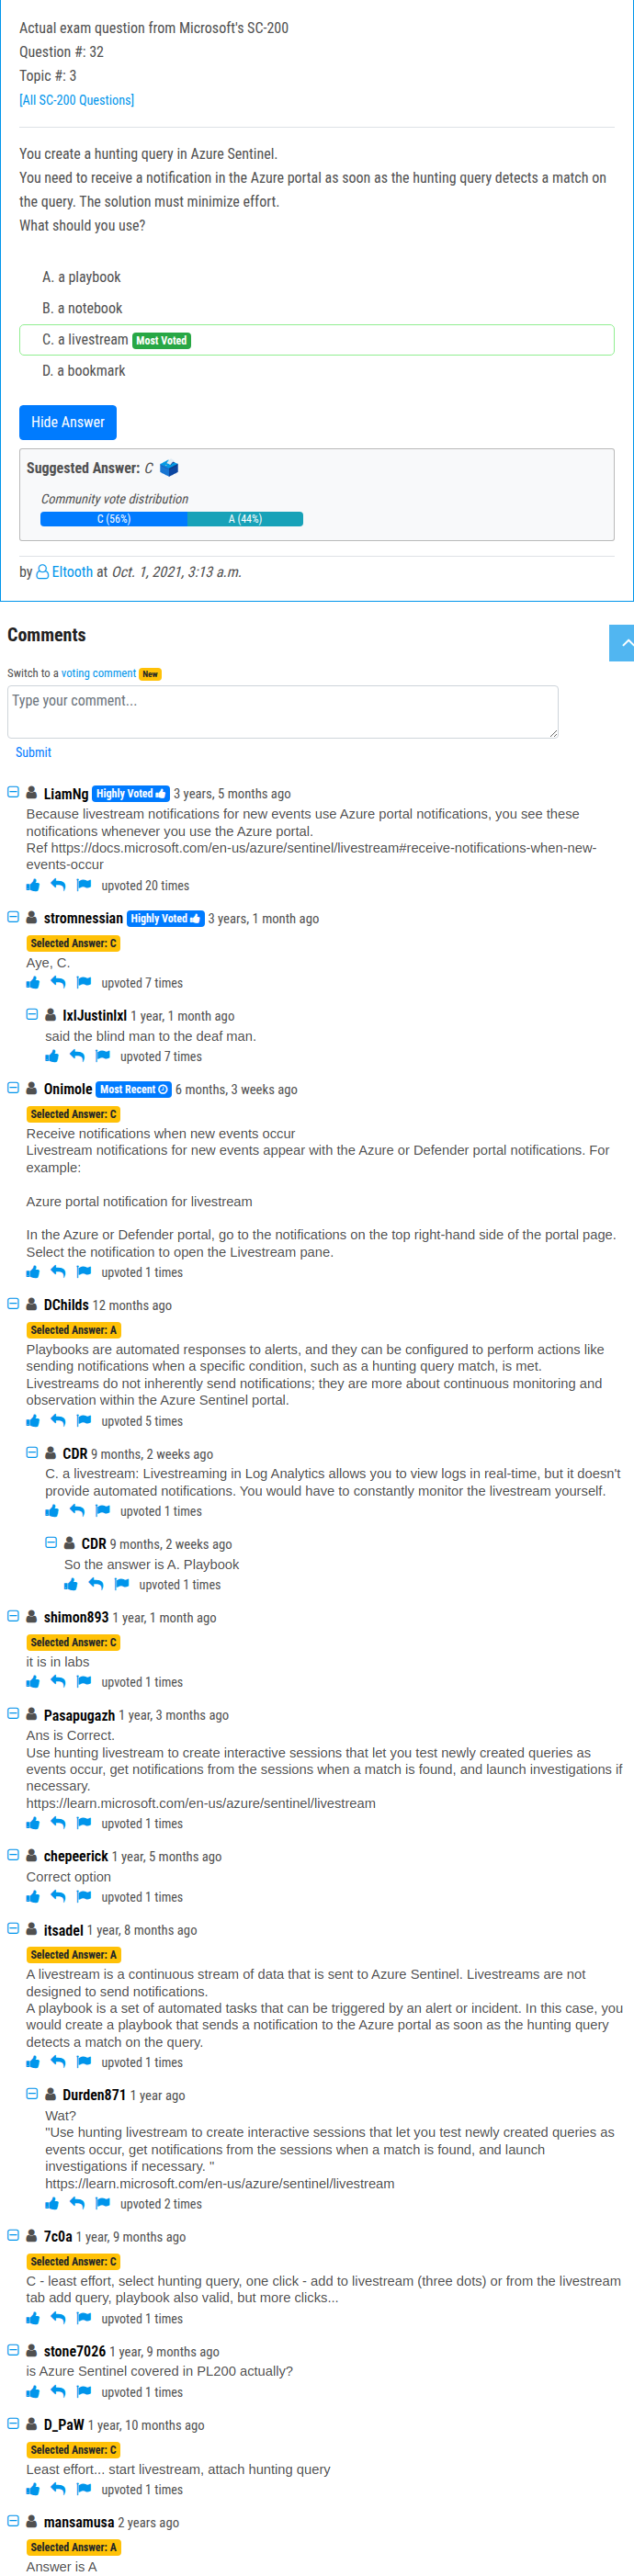 Actual exam question from Microsoft's SC-200
Question #: 32
Topic #: 3
[All SC-200 Questions]
You create a hunting query in Azure Sentinel.
You need to receive a notification in the Azure portal as soon as the hunting query detects a match on
the query. The solution must minimize effort.
What should you use?
A. a playbook
B. a notebook
C. a livestream Most Voted
D. a bookmark
Hide Answer
Suggested Answer: C
Community vote distribution
C (56%) A (44%)
by Eltooth at Oct. 1, 2021, 3:13 a.m.
Comments
Switch to a voting comment New
Type your comment...
Submit
LiamNg Highly Voted 3 years, 5 months ago
Because livestream notifications for new events use Azure portal notifications, you see these
notifications whenever you use the Azure portal.
Ref https://docs.microsoft.com/en-us/azure/sentinel/livestream#receive-notifications-when-new-
events-occur
upvoted 20 times
stromnessian Highly Voted 3 years, 1 month ago
Selected Answer: C
Aye, C.
upvoted 7 times
IxlJustinlxl 1 year, 1 month ago
said the blind man to the deaf man.
upvoted 7 times
Onimole Most Recent 6 months, 3 weeks ago
Selected Answer: C
Receive notifications when new events occur
Livestream notifications for new events appear with the Azure or Defender portal notifications. For
example:
Azure portal notification for livestream
In the Azure or Defender portal, go to the notifications on the top right-hand side of the portal page.
Select the notification to open the Livestream pane.
upvoted 1 times
DChilds 12 months ago
Selected Answer: A
Playbooks are automated responses to alerts, and they can be configured to perform actions like
sending notifications when a specific condition, such as a hunting query match, is met.
Livestreams do not inherently send notifications; they are more about continuous monitoring and
observation within the Azure Sentinel portal.
upvoted 5 times
CDR 9 months, 2 weeks ago
C. a livestream: Livestreaming in Log Analytics allows you to view logs in real-time, but it doesn't
provide automated notifications. You would have to constantly monitor the livestream yourself.
upvoted 1 times
CDR 9 months, 2 weeks ago
So the answer is A. Playbook
upvoted 1 times
shimon893 1 year, 1 month ago
Selected Answer: C
it is in labs
upvoted 1 times
Pasapugazh 1 year, 3 months ago
Ans is Correct.
Use hunting livestream to create interactive sessions that let you test newly created queries as
events occur, get notifications from the sessions when a match is found, and launch investigations if
necessary.
https://learn.microsoft.com/en-us/azure/sentinel/livestream
upvoted 1 times
chepeerick 1 year, 5 months ago
Correct option
upvoted 1 times
itsadel 1 year, 8 months ago
Selected Answer: A
A livestream is a continuous stream of data that is sent to Azure Sentinel. Livestreams are not
designed to send notifications.
A playbook is a set of automated tasks that can be triggered by an alert or incident. In this case, you
would create a playbook that sends a notification to the Azure portal as soon as the hunting query
detects a match on the query.
upvoted 1 times
Durden871 1 year ago
Wat?
"Use hunting livestream to create interactive sessions that let you test newly created queries as
events occur, get notifications from the sessions when a match is found, and launch
investigations if necessary. "
https://learn.microsoft.com/en-us/azure/sentinel/livestream
upvoted 2 times
7c0a 1 year, 9 months ago
Selected Answer: C
C - least effort, select hunting query, one click - add to livestream (three dots) or from the livestream
tab add query, playbook also valid, but more clicks...
upvoted 1 times
stone7026 1 year, 9 months ago
is Azure Sentinel covered in PL200 actually?
upvoted 1 times
D_PaW 1 year, 10 months ago
Selected Answer: C
Least effort... start livestream, attach hunting query
upvoted 1 times
mansamusa 2 years ago
Selected Answer: A
Answer is A